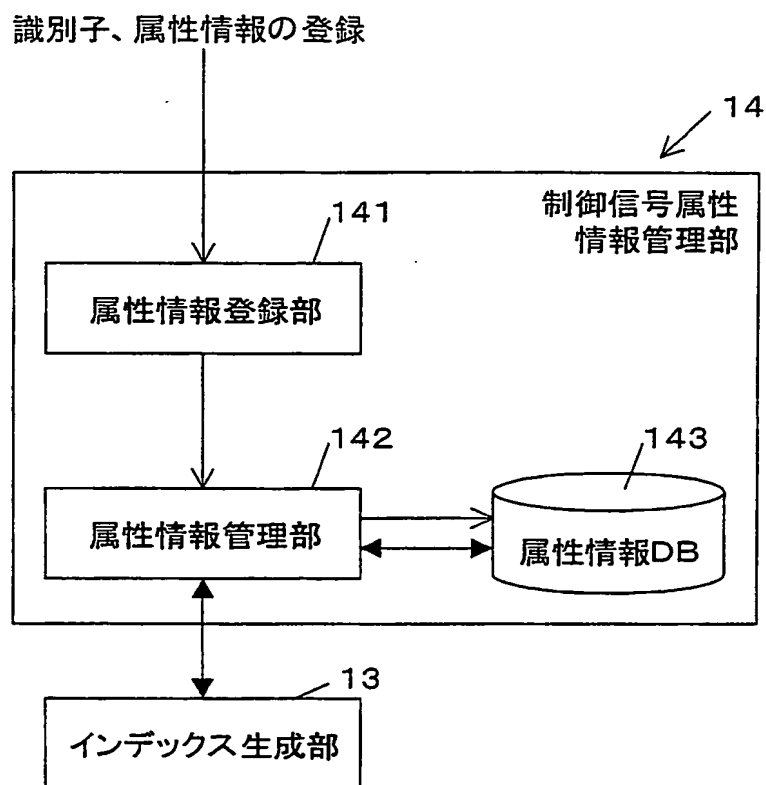 識別子、属性情報の登録
14
制御信号属性
情報管理部
141
属性情報登録部
142
属性情報管理部
143
属性情報DB
13
インデックス生成部